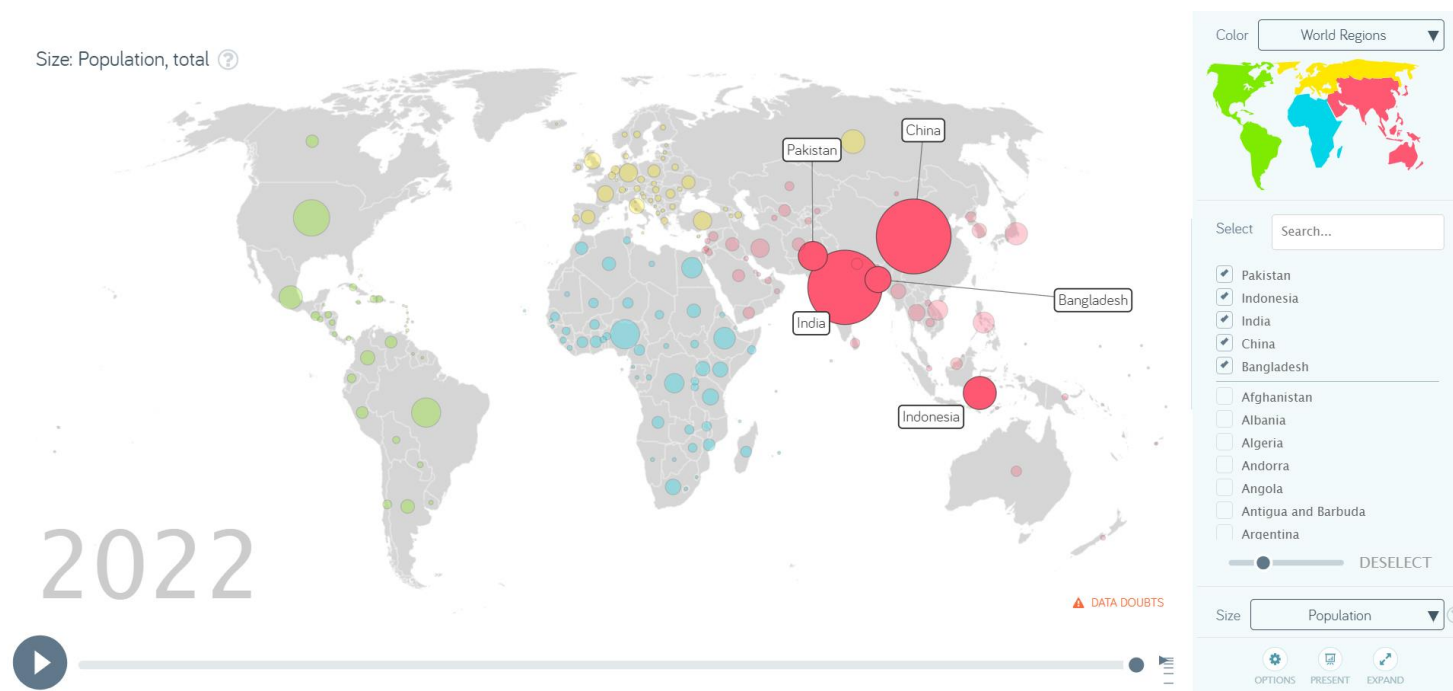 Size: Population, total ?
China
Pakistan
Bangladesh
India
Indonesia
2022
DATA DOUBTS
Color World Regions
Select Search...
Pakistan
Indonesia
India
China
Bangladesh
Afghanistan
Albania
Algeria
Andorra
Angola
Antigua and Barbuda
Argentina
DESELECT
Size Population ?
OPTIONS PRESENT EXPAND